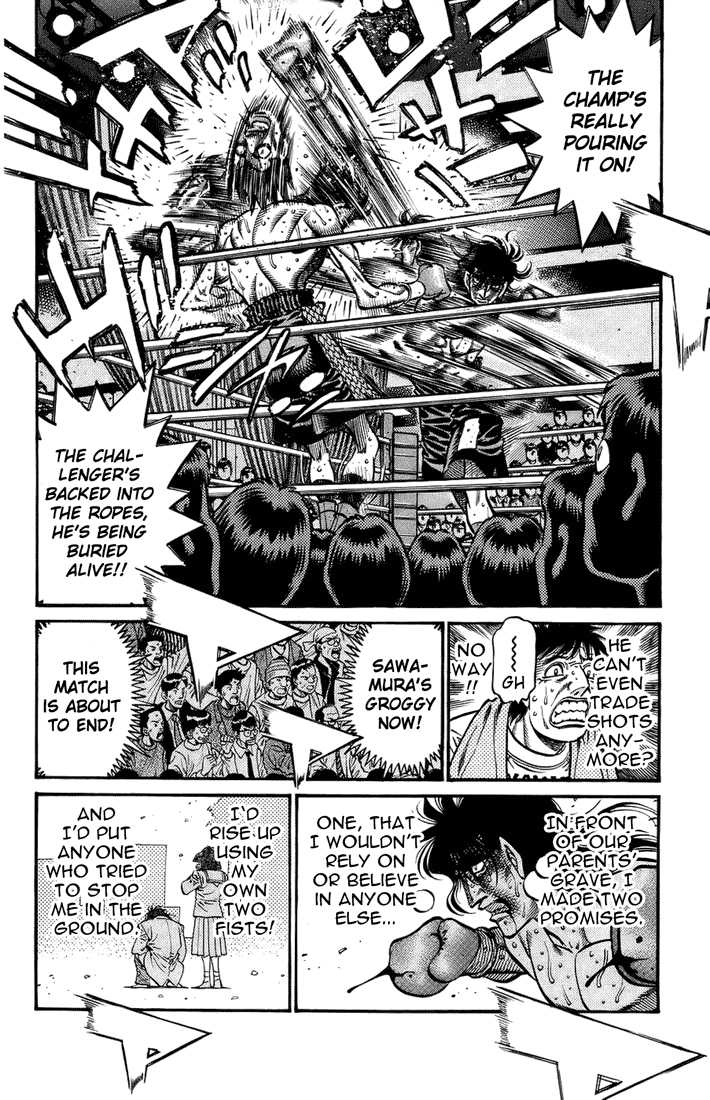 THE
CHAMP'S
REALLY
POURING
IT ON!
THE CHAL-
LENGER'S
BACKED INTO
THE ROPES,
HE'S BEING
BURIED
ALIVE!!
HE
CAN'T
EVEN
TRADE
SHOTS
ANY-
MORE?
GH
NO
WAY
!!
SAWA-
MURA'S
GROGGY
NOW!
THIS
MATCH
IS ABOUT
TO END!
IN FRONT
OF OUR
PARENTS'
GRAVE, I
MADE TWO
PROMISES.
ONE, THAT
I WOULDN'T
RELY ON
OR BELIEVE
IN ANYONE
ELSE...
I'D
RISE UP
USING
MY
OWN
TWO
FISTS!
AND
I'D PUT
ANYONE
WHO TRIED
TO STOP
ME IN THE
GROUND.